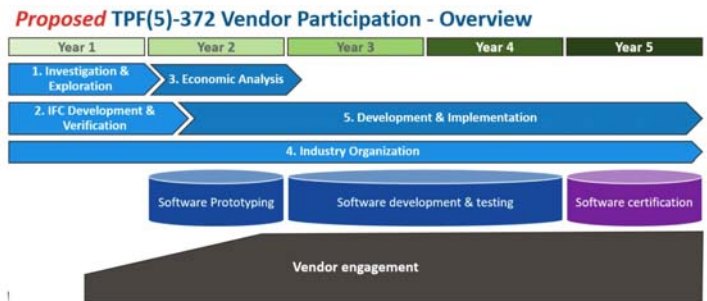 Proposed TPF(5)-372 Vendor Participation - Overview
Year 1 Year 2 Year 3 Year 4 Year 5
1. Investigation &
Exploration
3. Economic Analysis
2. IFC Development &
Verification
5. Development & Implementation
4. Industry Organization
Software Prototyping Software development & testing Software certification
Vendor engagement